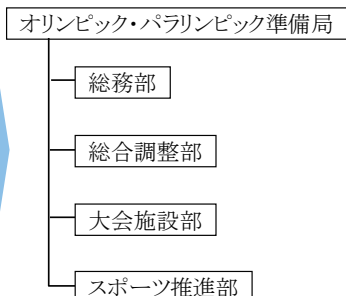 オリンピック・パラリンピック準備局
総務部
総合調整部
大会施設部
スポーツ推進部